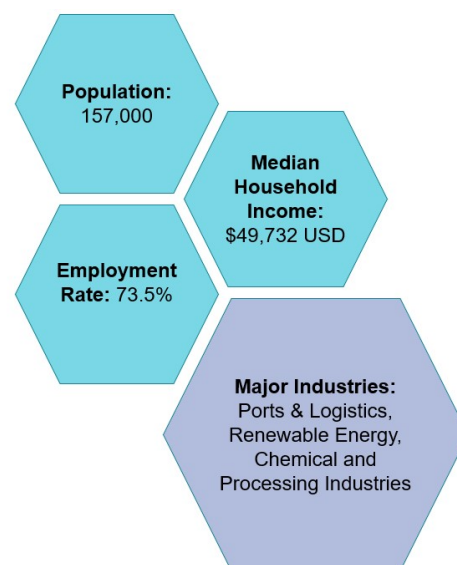 Population:
157,000
Median
Household
Income:
$49,732 USD
Employment
Rate: 73.5%
Major Industries:
Ports & Logistics,
Renewable Energy,
Chemical and
Processing Industries